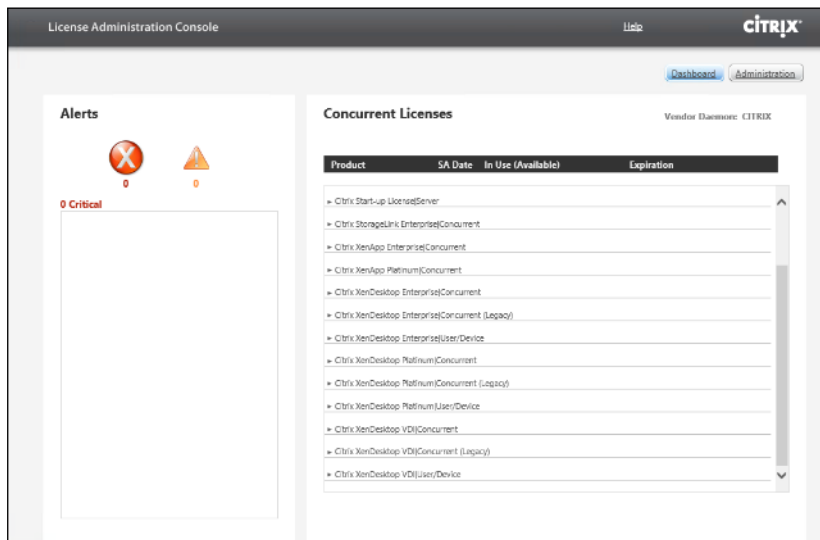 License Administration Console
Help
CITRIX
Dashboard
Administration
Alerts
0
0
0 Critical
Concurrent Licenses
Vendor Daemon: CITRIX
Product SA Date In Use (Available) Expiration
Citrix Start-up License|Server
Citrix StorageLink Enterprise|Concurrent
Citrix XenApp Enterprise|Concurrent
Citrix XenApp Platinum|Concurrent
Citrix XenDesktop Enterprise|Concurrent
Citrix XenDesktop Enterprise|Concurrent (Legacy)
Citrix XenDesktop Enterprise|User/Device
Citrix XenDesktop Platinum|Concurrent
Citrix XenDesktop Platinum|Concurrent (Legacy)
Citrix XenDesktop Platinum|User/Device
Citrix XenDesktop VDI|Concurrent
Citrix XenDesktop VDI|Concurrent (Legacy)
Citrix XenDesktop VDI|User/Device